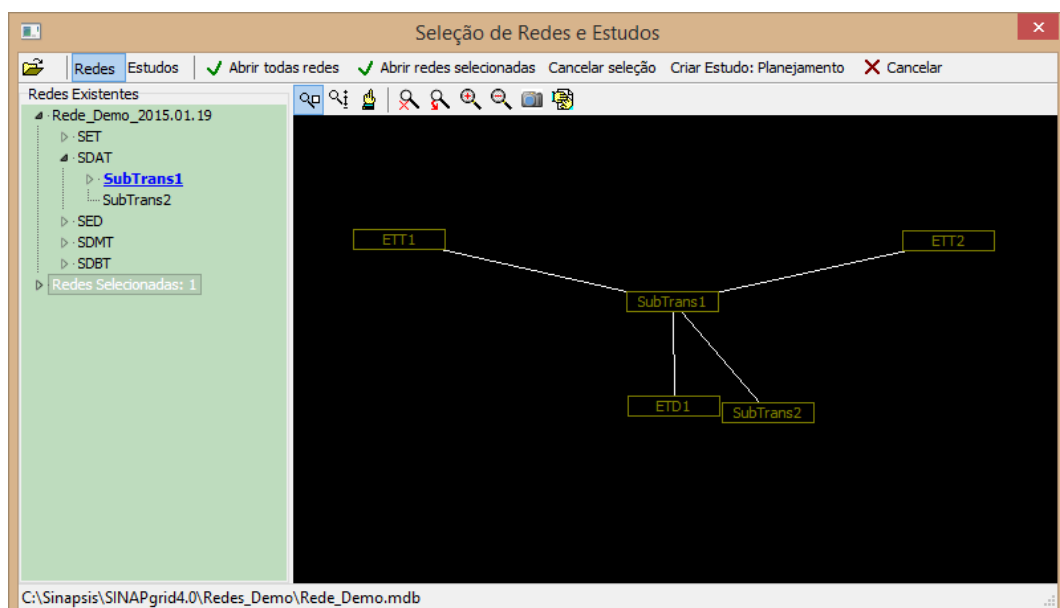 Seleção de Redes e Estudos
Redes Estudos Abrir todas redes Abrir redes selecionadas Cancelar seleção Criar Estudo: Planejamento Cancelar
Redes Existentes
Rede_Demo_2015.01.19
SET
SDAT
SubTrans1
SubTrans2
SED
SDMT
SDBT
Redes Selecionadas: 1
ETT1
ETT2
SubTrans1
ETD1
SubTrans2
C:\Sinapsis\SINAPgrid4.0\Redes_Demo\Rede_Demo.mdb